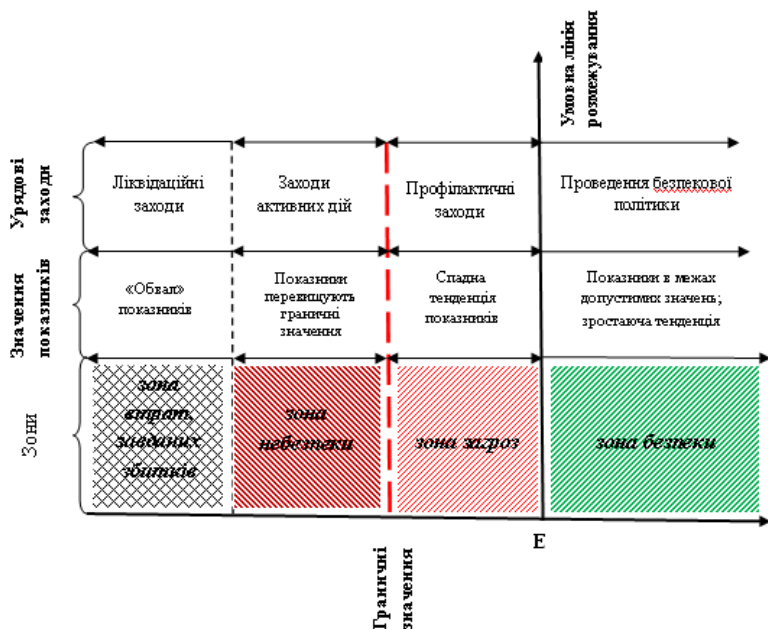 Умовна лінія
розмежування
Урядові
заходи
Ліквідаційні
заходи
Заходи
активних дій
Профілактичні
заходи
Проведення безпекової
політики
Значення
показників
«Обвал»
показників
Показники
перевищують
граничні
значення
Спадна
тенденція
показників
Показники в межах
допустимих значень;
зростаюча тенденція
Зони
зона
втрат,
завданих
збитків
зона
небезпеки
зона загроз
зона безпеки
Е
Граничні
значення